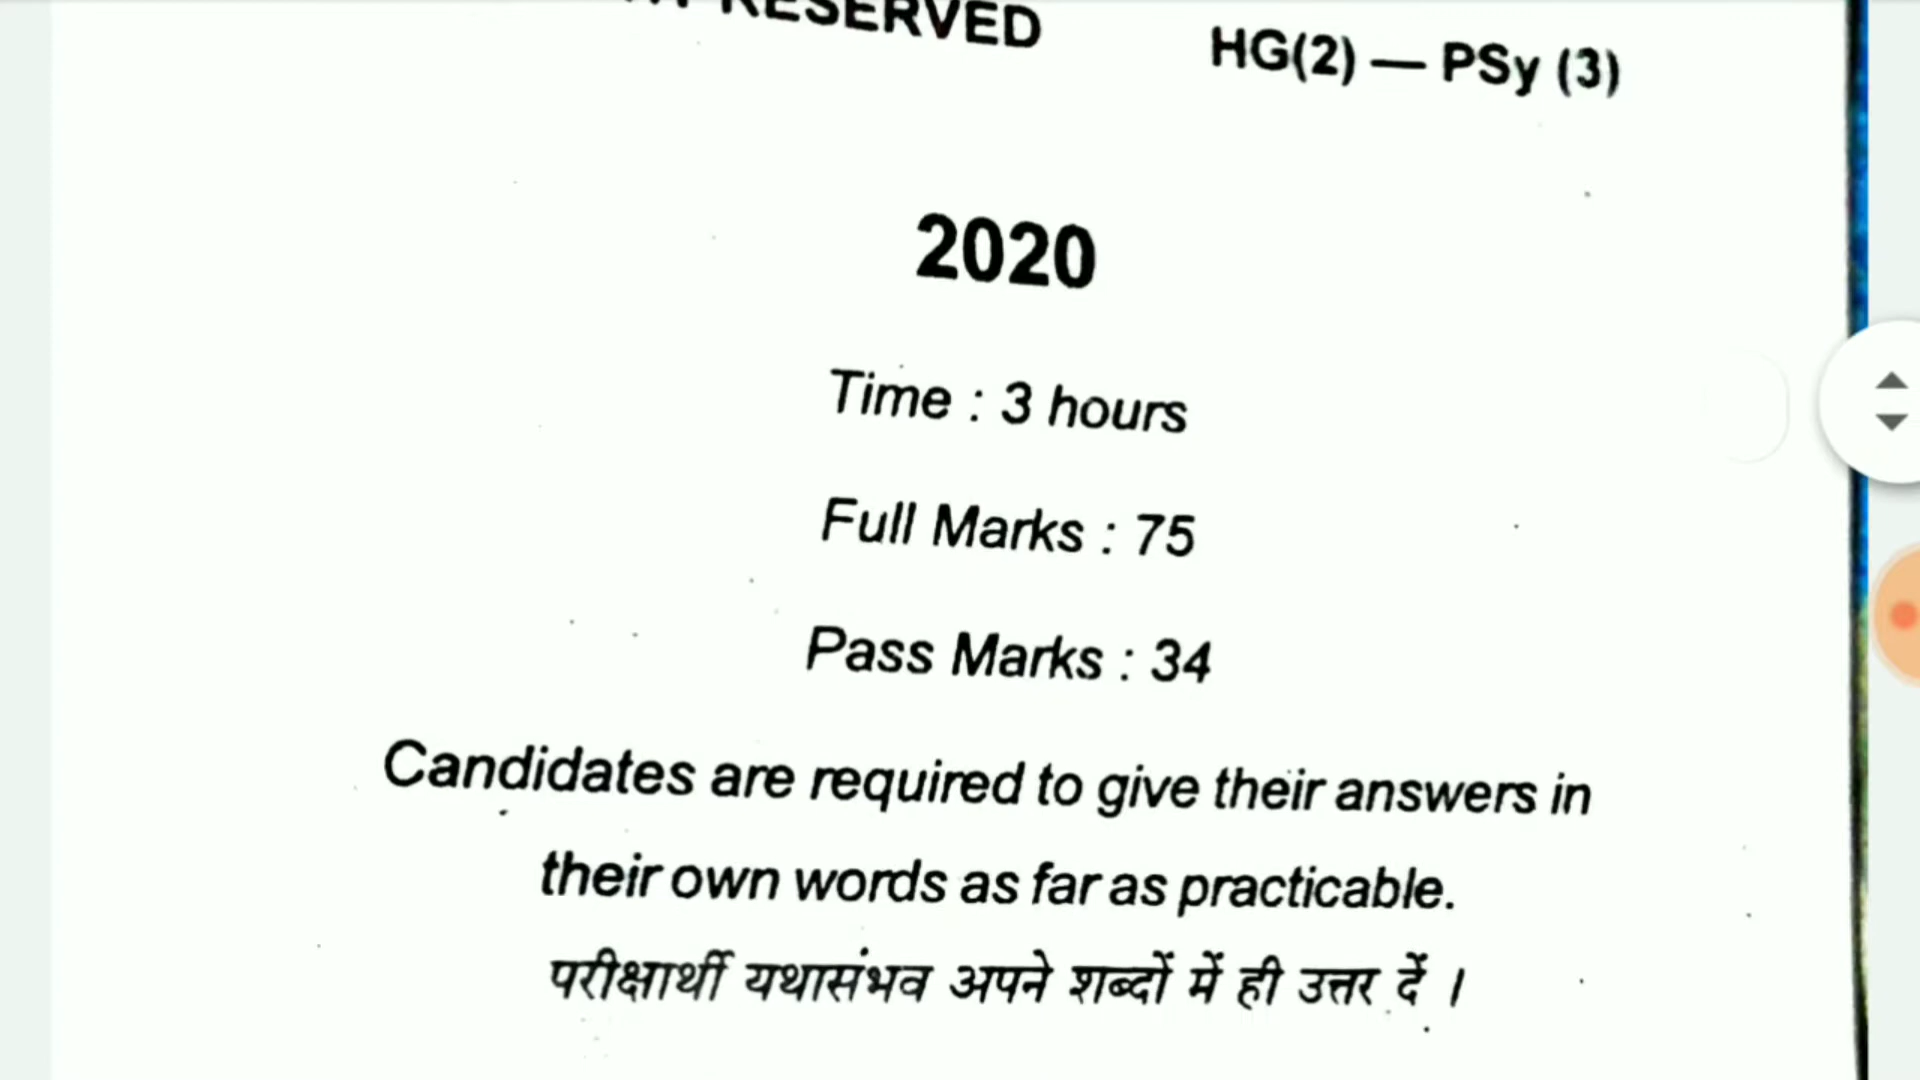 RESERVED
HG(2) — PSy (3)
2020
Time : 3 hours
Full Marks : 75
Pass Marks : 34
Candidates are required to give their answers in
their own words as far as practicable.
परीक्षार्थी यथासंभव अपने शब्दों में ही उत्तर दें ।